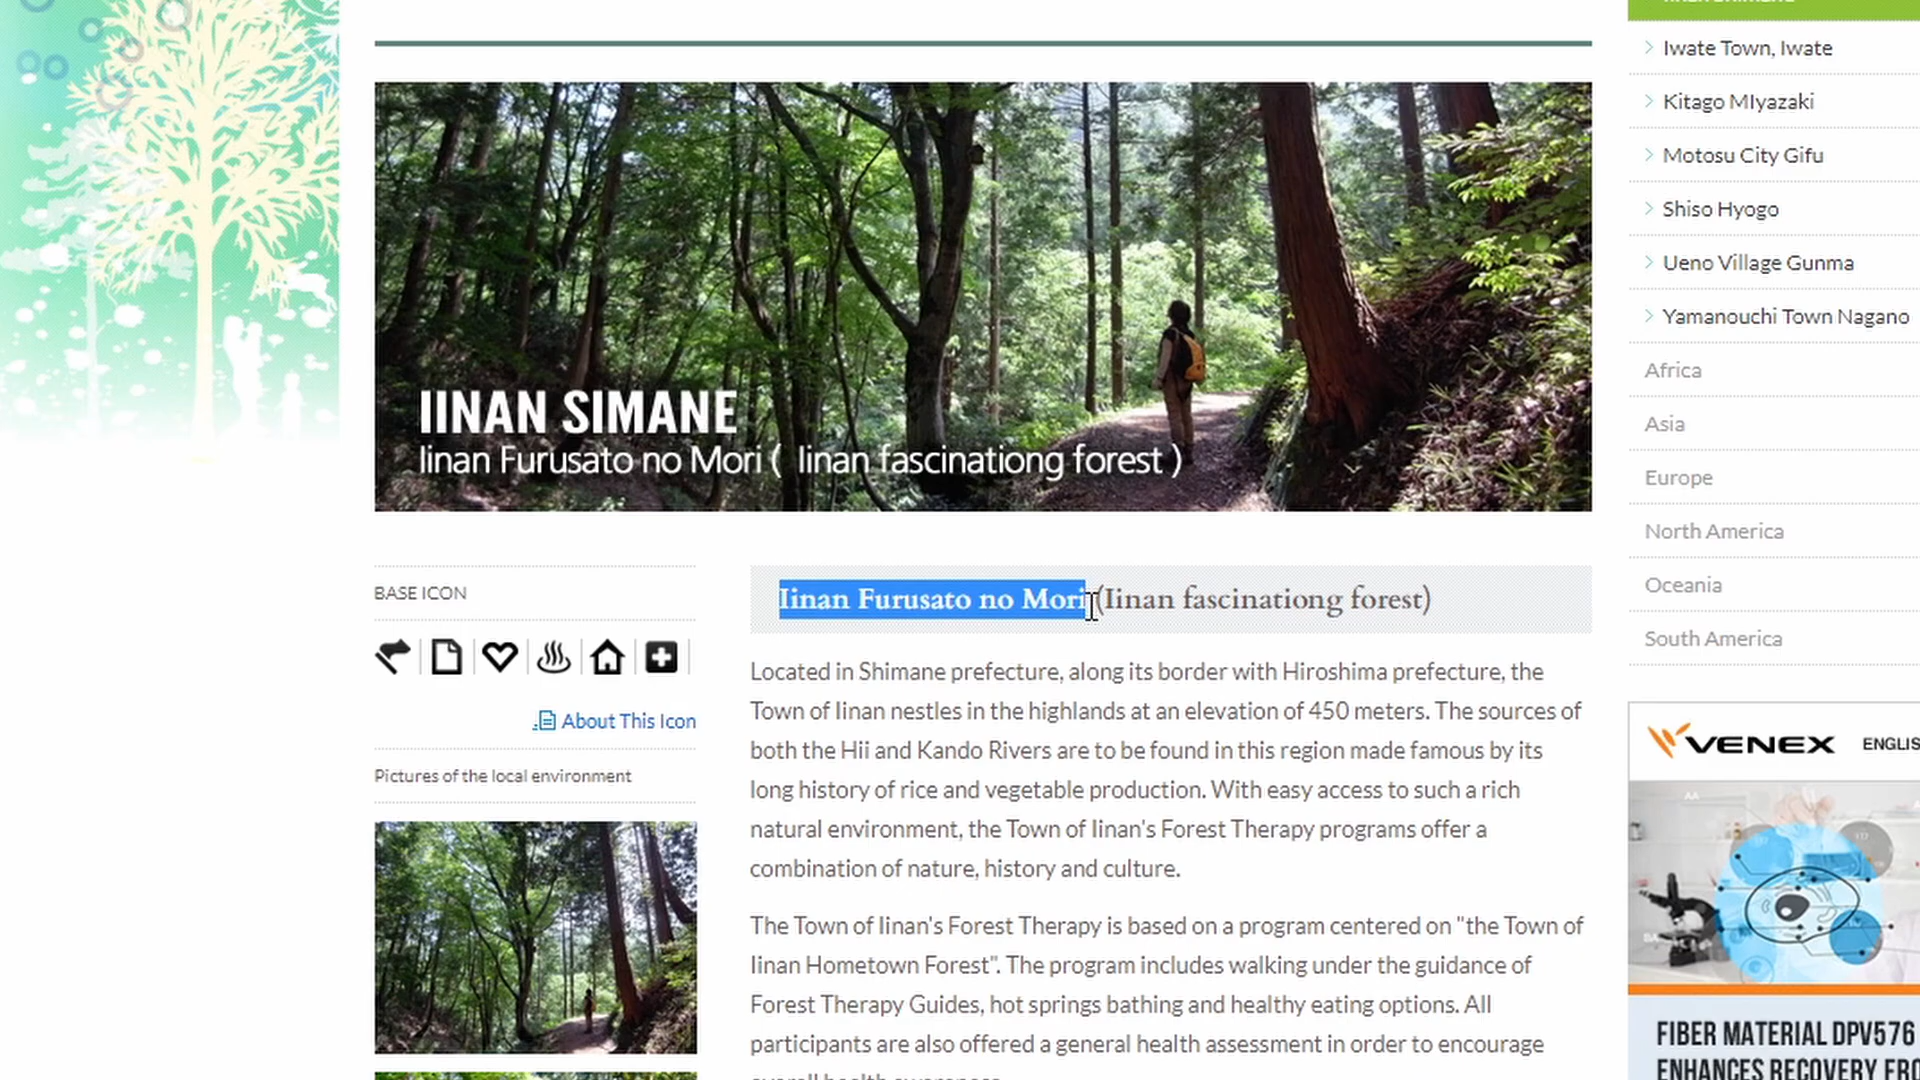 IINAN SIMANE
Iinan Furusato no Mori ( Iinan fascinationg forest )
BASE ICON
About This Icon
Pictures of the local environment
Iinan Furusato no Mori (Iinan fascinationg forest)
Located in Shimane prefecture, along its border with Hiroshima prefecture, the
Town of Iinan nestles in the highlands at an elevation of 450 meters. The sources of
both the Hii and Kando Rivers are to be found in this region made famous by its
long history of rice and vegetable production. With easy access to such a rich
natural environment, the Town of Iinan's Forest Therapy programs offer a
combination of nature, history and culture.
The Town of Iinan's Forest Therapy is based on a program centered on "the Town of
Iinan Hometown Forest". The program includes walking under the guidance of
Forest Therapy Guides, hot springs bathing and healthy eating options. All
participants are also offered a general health assessment in order to encourage
Iwate Town, Iwate
Kitago MIyazaki
Motosu City Gifu
Shiso Hyogo
Ueno Village Gunma
Yamanouchi Town Nagano
Africa
Asia
Europe
North America
Oceania
South America
VENEX ENGLIS
FIBER MATERIAL DPV576
ENHANCES RECOVERY FRO